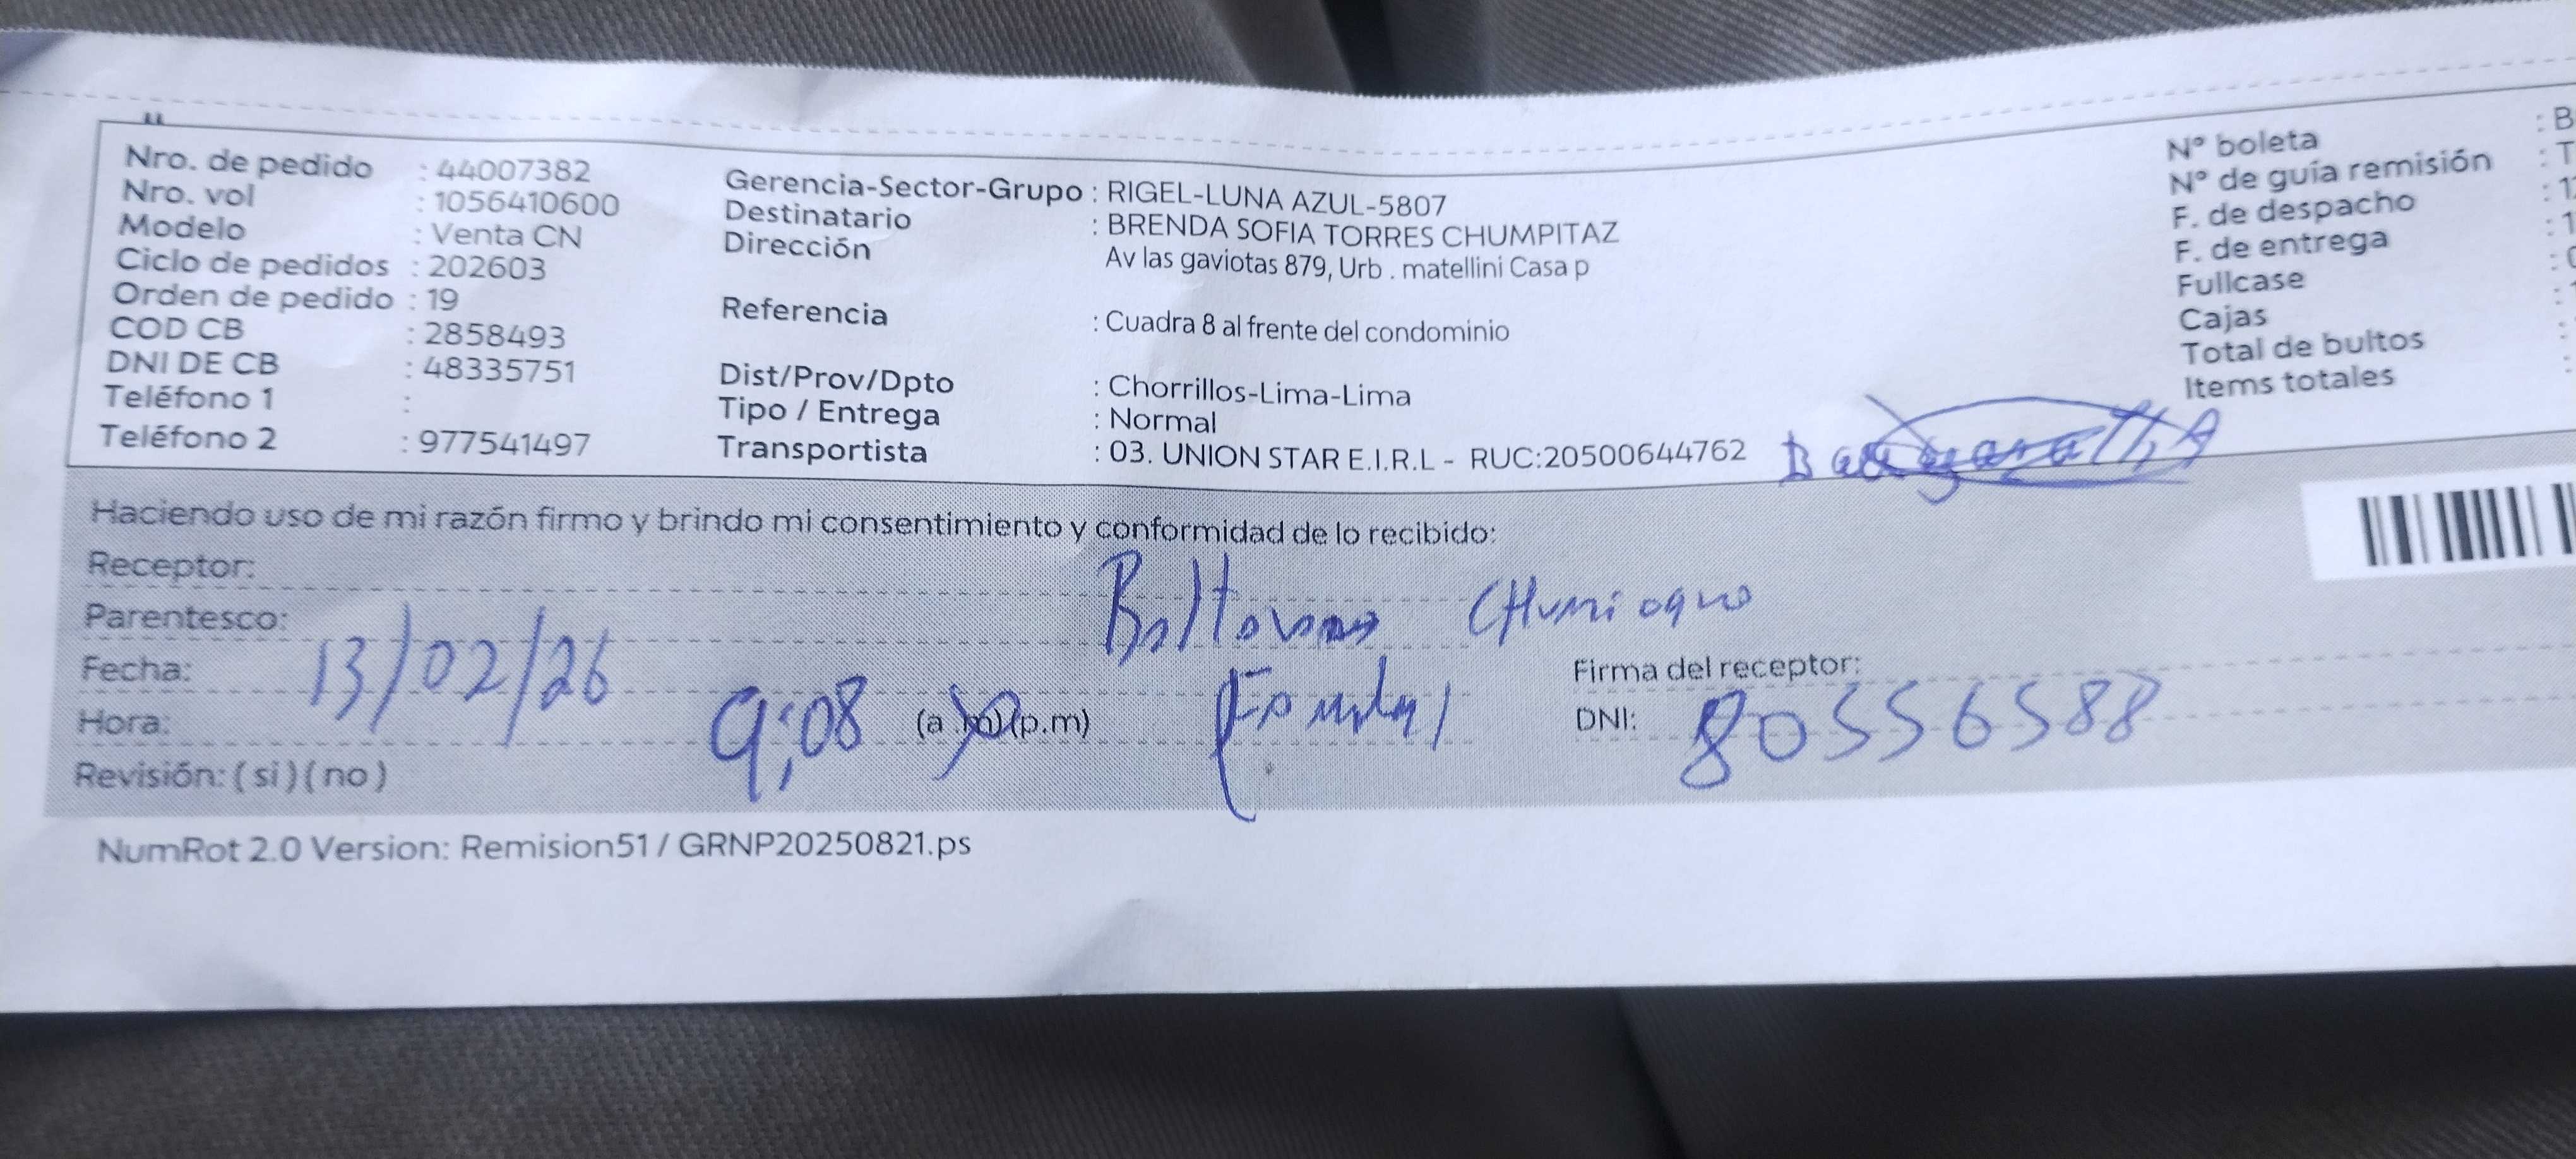 Nro. de pedido : 44007382
Nro. vol : 1056410600
Modelo : Venta CN
Ciclo de pedidos : 202603
Orden de pedido : 19
COD CB : 2858493
DNI DE CB : 48335751
Teléfono 1 :
Teléfono 2 : 977541497
Gerencia-Sector-Grupo : RIGEL-LUNA AZUL-5807
Destinatario : BRENDA SOFIA TORRES CHUMPITAZ
Dirección
Av las gaviotas 879, Urb . matellini Casa p
Referencia : Cuadra 8 al frente del condominio
Dist/Prov/Dpto : Chorrillos-Lima-Lima
Tipo / Entrega : Normal
Transportista : 03. UNION STAR E.I.R.L - RUC:20500644762
N° boleta : B
N° de guía remisión : T
F. de despacho : 1
F. de entrega : 1
Fullcase
Cajas :
Total de bultos :
Items totales :
Haciendo uso de mi razón firmo y brindo mi consentimiento y conformidad de lo recibido:
Receptor:
Parentesco:
Fecha: 13/02/26
Hora: 9:08 (a.m) (p.m)
Firma del receptor:
DNI: 80556588
Revisión: ( si ) ( no )
NumRot 2.0 Version: Remision51 / GRNP20250821.ps